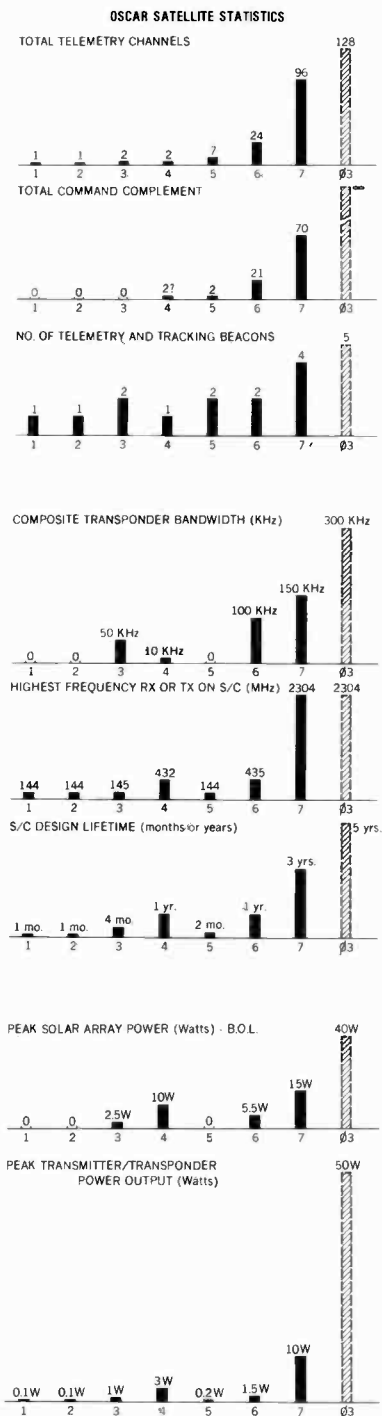 OSCAR SATELLITE STATISTICS
TOTAL TELEMETRY CHANNELS
128
96
24
7
1 1 2 2
1 2 3 4 5 6 7 Ø3
TOTAL COMMAND COMPLEMENT
∞
70
21
0 0 0 2? 2
1 2 3 4 5 6 7 Ø3
NO. OF TELEMETRY AND TRACKING BEACONS
5
4
2 2 2
1 1 1
1 2 3 4 5 6 7 Ø3
COMPOSITE TRANSPONDER BANDWIDTH (KHz) 300 KHz
150 KHz
100 KHz
50 KHz
10 KHz
0 0 0
1 2 3 4 5 6 7 Ø3
HIGHEST FREQUENCY RX OR TX ON S/C (MHz) 2304 2304
432 435
144 144 145 144
1 2 3 4 5 6 7 Ø3
S/C DESIGN LIFETIME (months or years) 5 yrs.
3 yrs.
1 yr. 1 yr.
4 mo.
1 mo. 1 mo. 2 mo.
1 2 3 4 5 6 7 Ø3
PEAK SOLAR ARRAY POWER (Watts) - B.O.L. 40W
15W
10W
5.5W
2.5W
0 0 0
1 2 3 4 5 6 7 Ø3
PEAK TRANSMITTER/TRANSPONDER 50W
POWER OUTPUT (Watts)
10W
3W
0.1W 0.1W 1W 0.2W 1.5W
1 2 3 4 5 6 7 Ø3